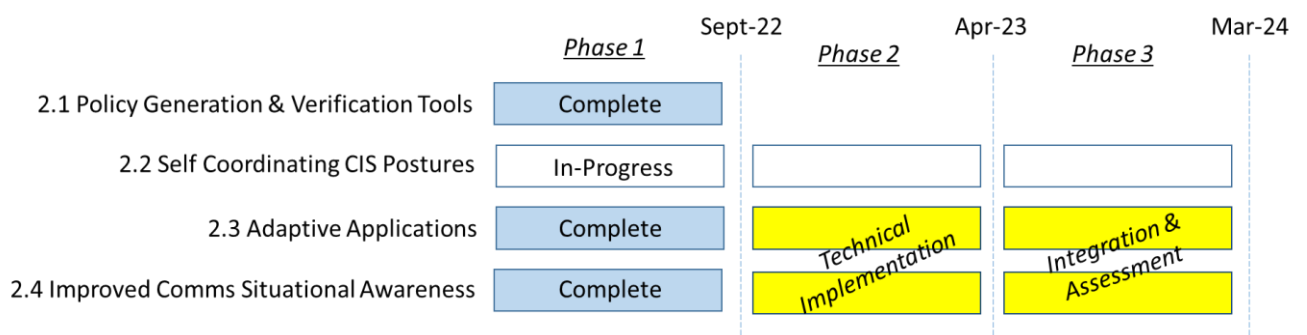 Sept-22 Apr-23 Mar-24
Phase 1 Phase 2 Phase 3
2.1 Policy Generation & Verification Tools Complete
2.2 Self Coordinating CIS Postures In-Progress
2.3 Adaptive Applications Complete
2.4 Improved Comms Situational Awareness Complete
Technical
Implementation
Integration &
Assessment